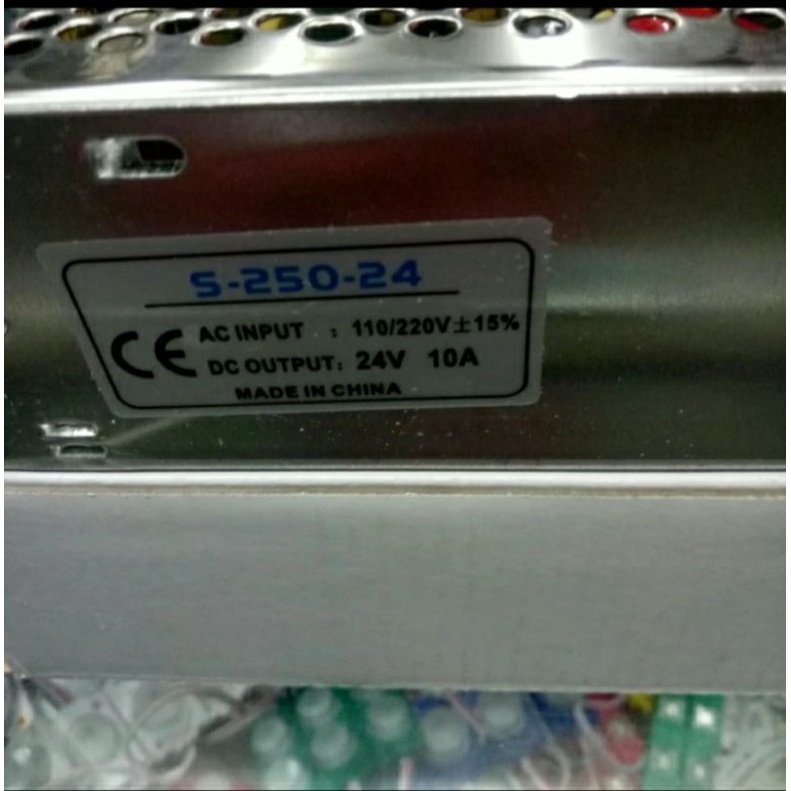 S-250-24
CE AC INPUT : 110/220V±15%
DC OUTPUT: 24V 10A
MADE IN CHINA